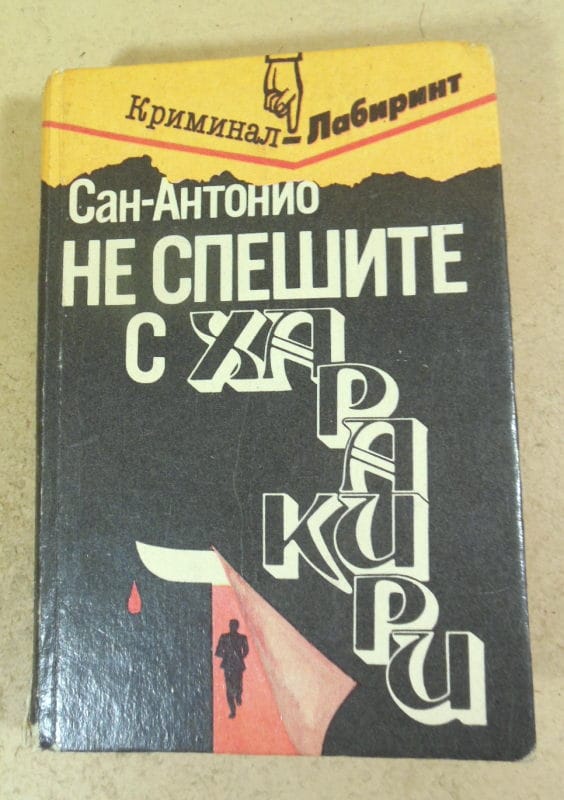 Криминал-Лабиринт
Сан-Антонио
НЕ СПЕШИТЕ
С ХАРАКИРИ